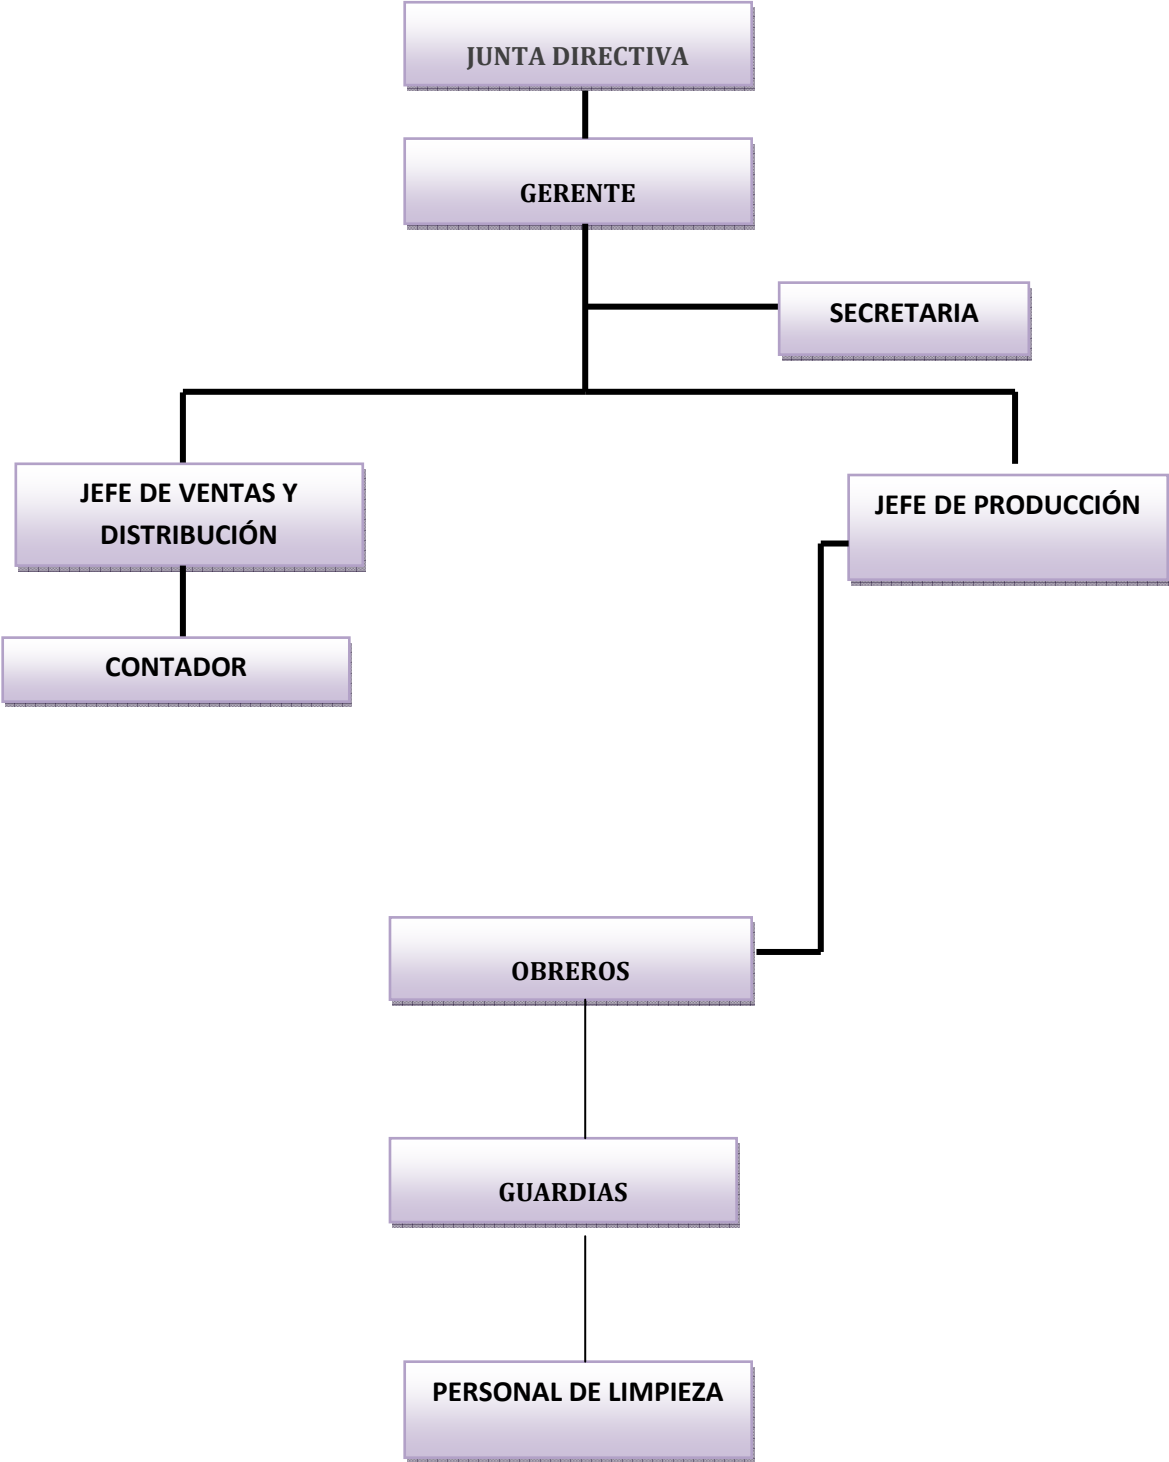 JUNTA DIRECTIVA
GERENTE
SECRETARIA
JEFE DE VENTAS Y
DISTRIBUCIÓN
JEFE DE PRODUCCIÓN
CONTADOR
OBREROS
GUARDIAS
PERSONAL DE LIMPIEZA